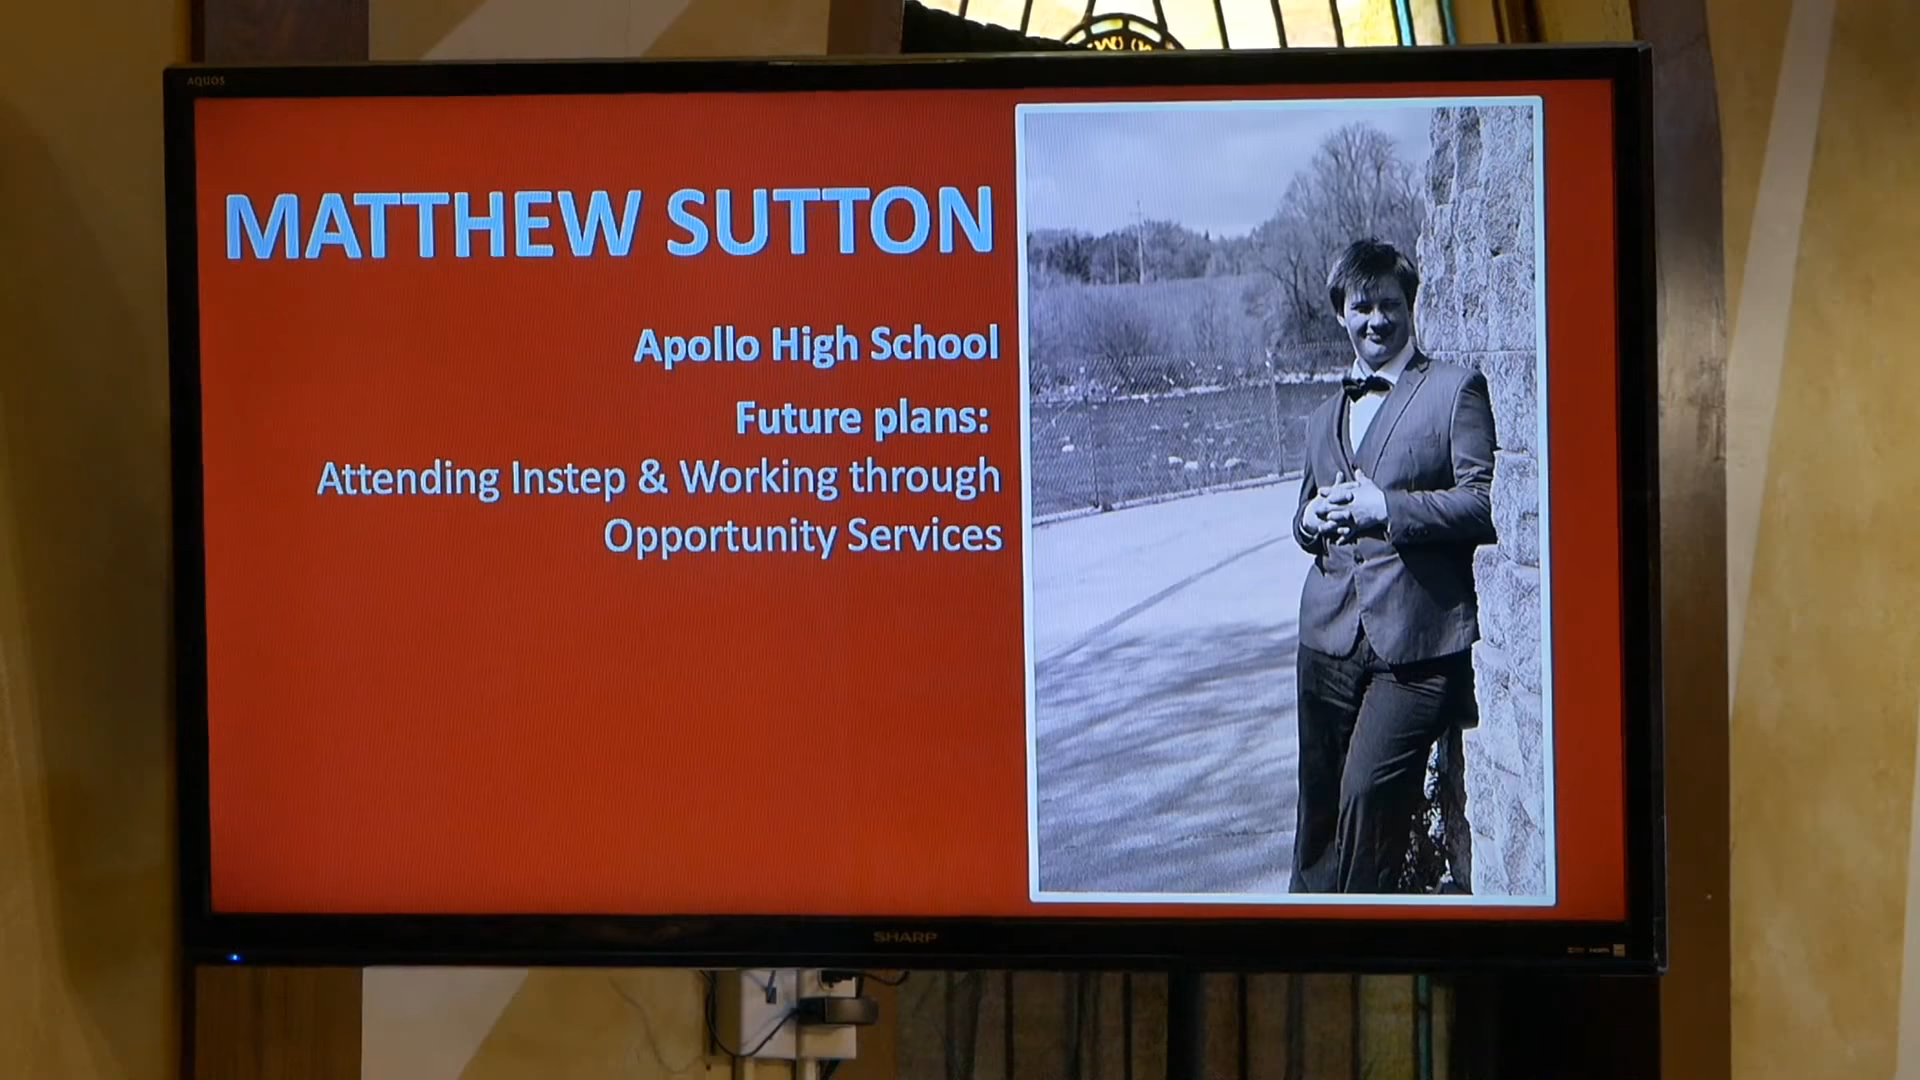 AQUOS
MATTHEW SUTTON
Apollo High School
Future plans:
Attending Instep & Working through
Opportunity Services
SHARP